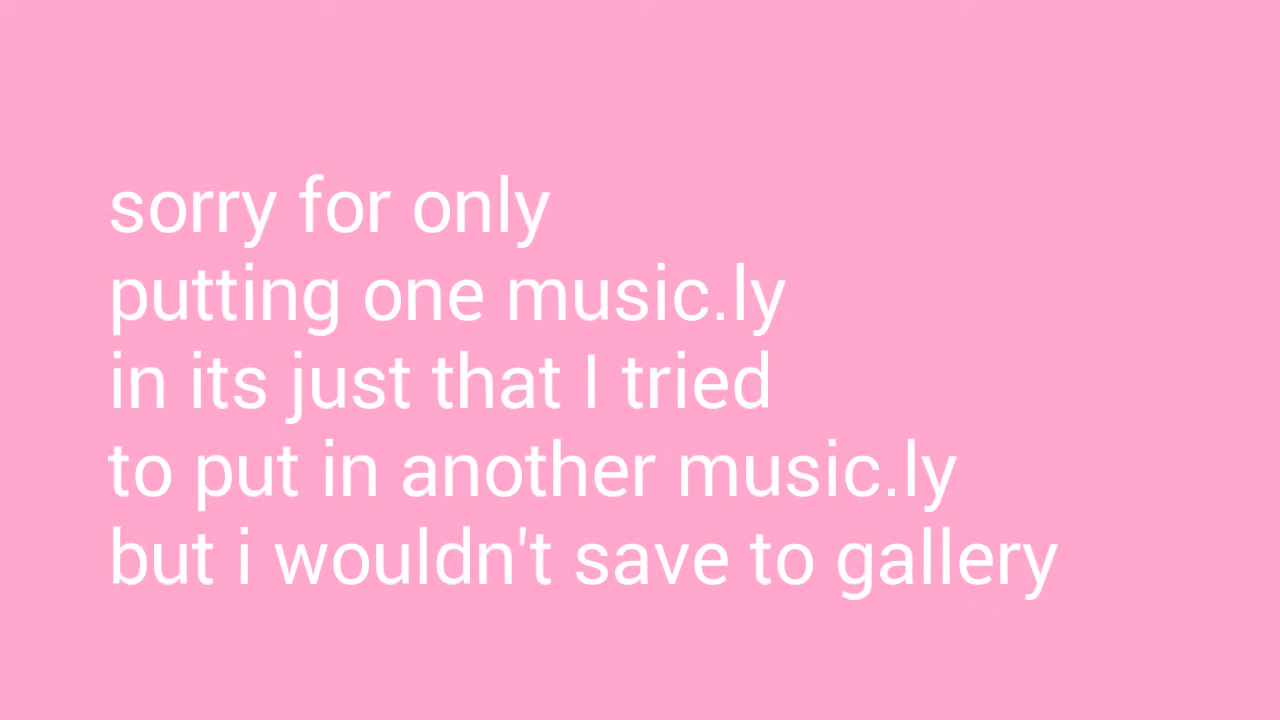 sorry for only
putting one music.ly
in its just that I tried
to put in another music.ly
but i wouldn't save to gallery